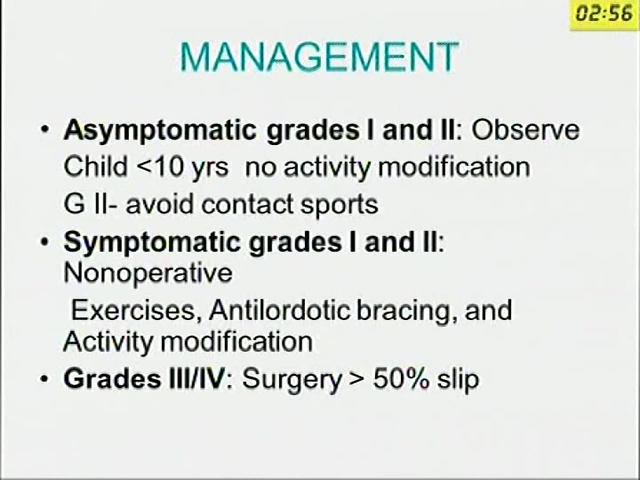 02:56
MANAGEMENT
• Asymptomatic grades I and II: Observe
Child <10 yrs no activity modification
G II- avoid contact sports
• Symptomatic grades I and II:
Nonoperative
Exercises, Antilordotic bracing, and
Activity modification
• Grades III/IV: Surgery > 50% slip